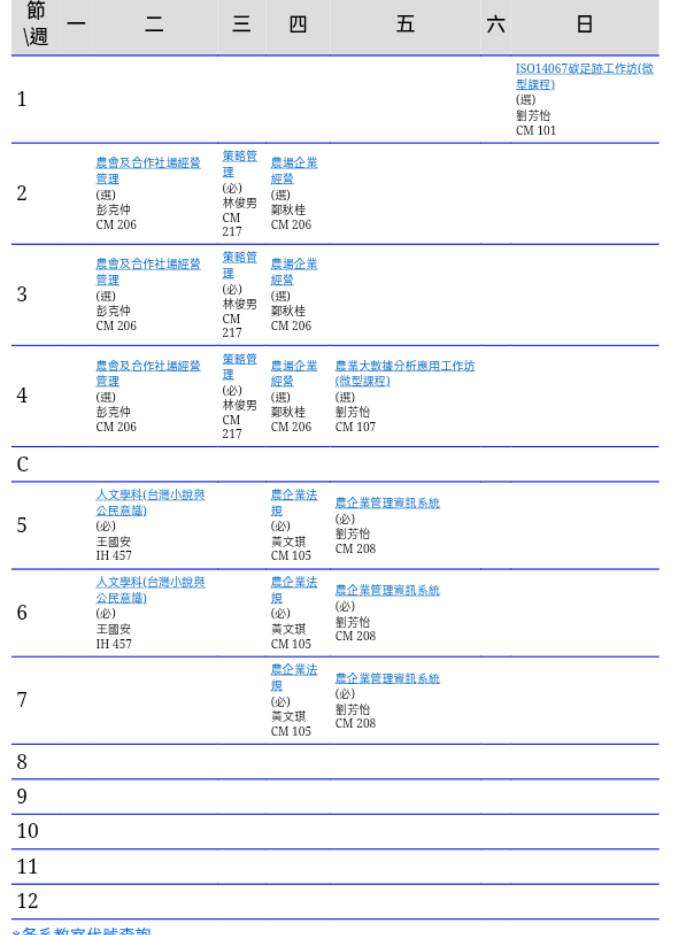 節
\週 一 二 三 四 五 六 日
1
ISO14067碳足跡工作坊(微
型課程)
(選)
劉芳怡
CM 101
2
農會及合作社場經營
管理
(選)
彭克仲
CM 206
策略管
理
(必)
林俊男
CM
217
農場企業
經營
(選)
鄭秋桂
CM 206
3
農會及合作社場經營
管理
(選)
彭克仲
CM 206
策略管
理
(必)
林俊男
CM
217
農場企業
經營
(選)
鄭秋桂
CM 206
4
農會及合作社場經營
管理
(選)
彭克仲
CM 206
策略管
理
(必)
林俊男
CM
217
農場企業
經營
(選)
鄭秋桂
CM 206
農業大數據分析應用工作坊
(微型課程)
(選)
劉芳怡
CM 107
C
5
人文學科(台灣小說與
公民意識)
(必)
王國安
IH 457
農企業法
規
(必)
黃文琪
CM 105
農企業管理資訊系統
(必)
劉芳怡
CM 208
6
人文學科(台灣小說與
公民意識)
(必)
王國安
IH 457
農企業法
規
(必)
黃文琪
CM 105
農企業管理資訊系統
(必)
劉芳怡
CM 208
7
農企業法
規
(必)
黃文琪
CM 105
農企業管理資訊系統
(必)
劉芳怡
CM 208
8
9
10
11
12
*各系教室代號查詢